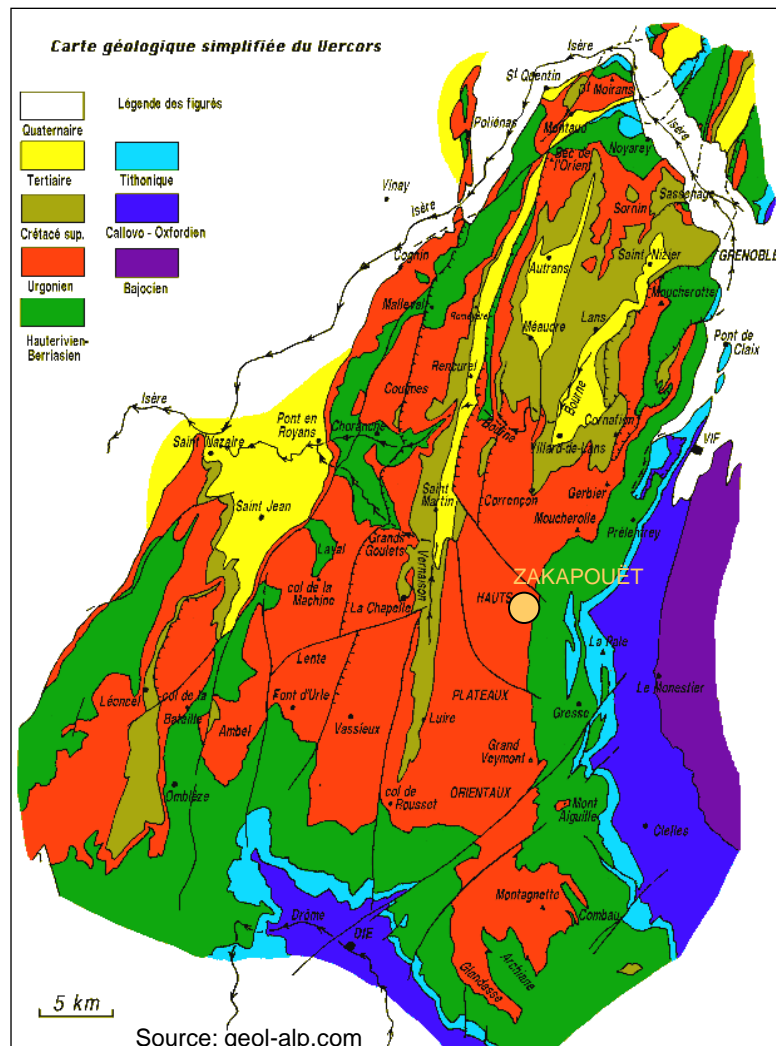 Carte géologique simplifiée du Vercors
Légende des figurés
Quaternaire
Tertiaire
Tithonique
Crétacé sup.
Callovo - Oxfordien
Urgonien
Bajocien
Hauterivien-
Berriasien
Isère
St Quentin
Moirans
Poliénas
Montaud
Isère
Noyarey
Bec de
l'Orient
Vinay
Sassenage
Isère
Sornin
GRENOBLE
Cognin
Autrans
Saint Nizier
Malleval
Moucherotte
Romeyère
Lans
Méaudre
Pont de
Claix
Rencurel
Isère
Coulmes
Bourne
Pont en
Royans
Choranche
Bourne
Cornafion
Saint Nazaire
Villard-de-Lans
VIF
Saint
Martin
Corrençon
Gerbier
Saint Jean
Moucherolle
Prélenfrey
Laval
Grands
Goulets
Vernaison
col de la
Machine
ZAKAPOUËT
La Chapelle
HAUTS
Lente
La Pale
Léoncel
col de la
Bataille
Font d'Urle
PLATEAUX
Le Monestier
Ambel
Vassieux
Luire
Gresse
Grand
Veymont
Omblèze
col de
Rousset
ORIENTAUX
Mont
Aiguille
Clelles
Montagnette
Drôme
Combau
DIE
Archiane
Glandasse
5 km
Source: geol-alp.com